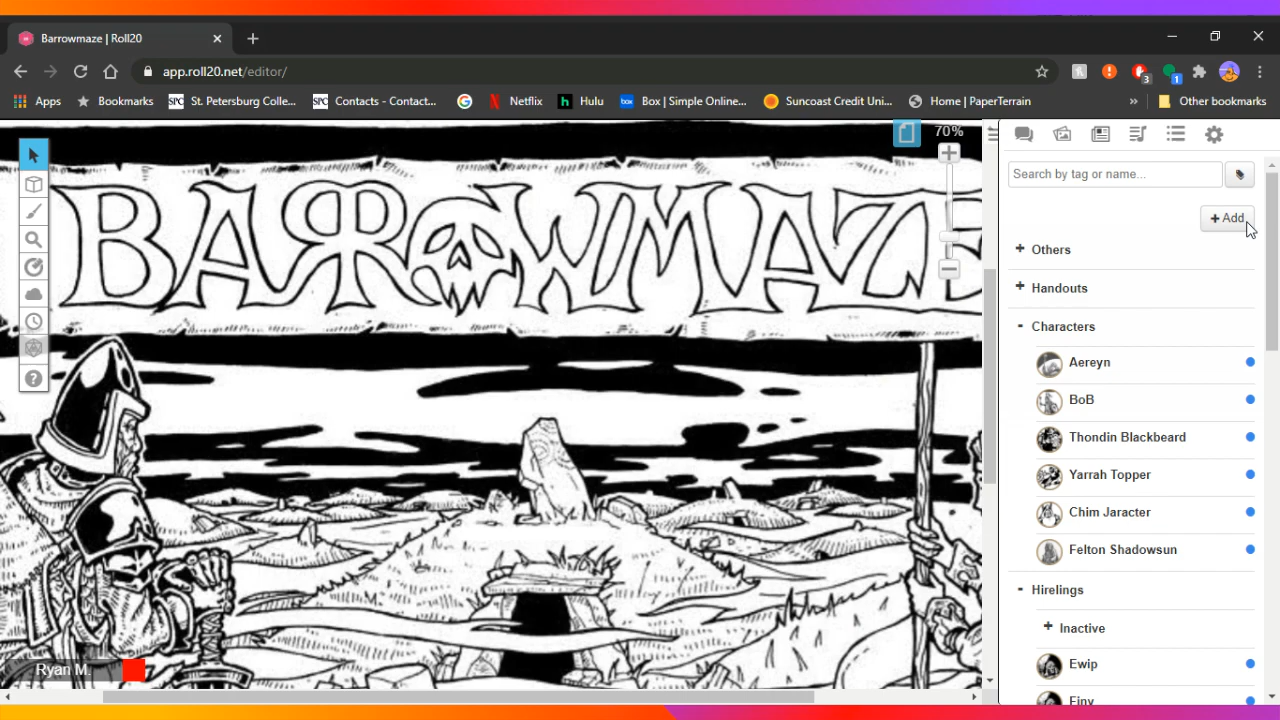 Barrowmaze | Roll20
app.roll20.net/editor/
Apps Bookmarks St. Petersburg Colle... Contacts - Contact... Netflix Hulu Box | Simple Online... Suncoast Credit Uni... Home | PaperTerrain » Other bookmarks
70%
BARROWMAZE
Search by tag or name...
+ Add
+ Others
+ Handouts
- Characters
Aereyn
BoB
Thondin Blackbeard
Yarrah Topper
Chim Jaracter
Felton Shadowsun
- Hirelings
+ Inactive
Ewip
Einy
Ryan M.